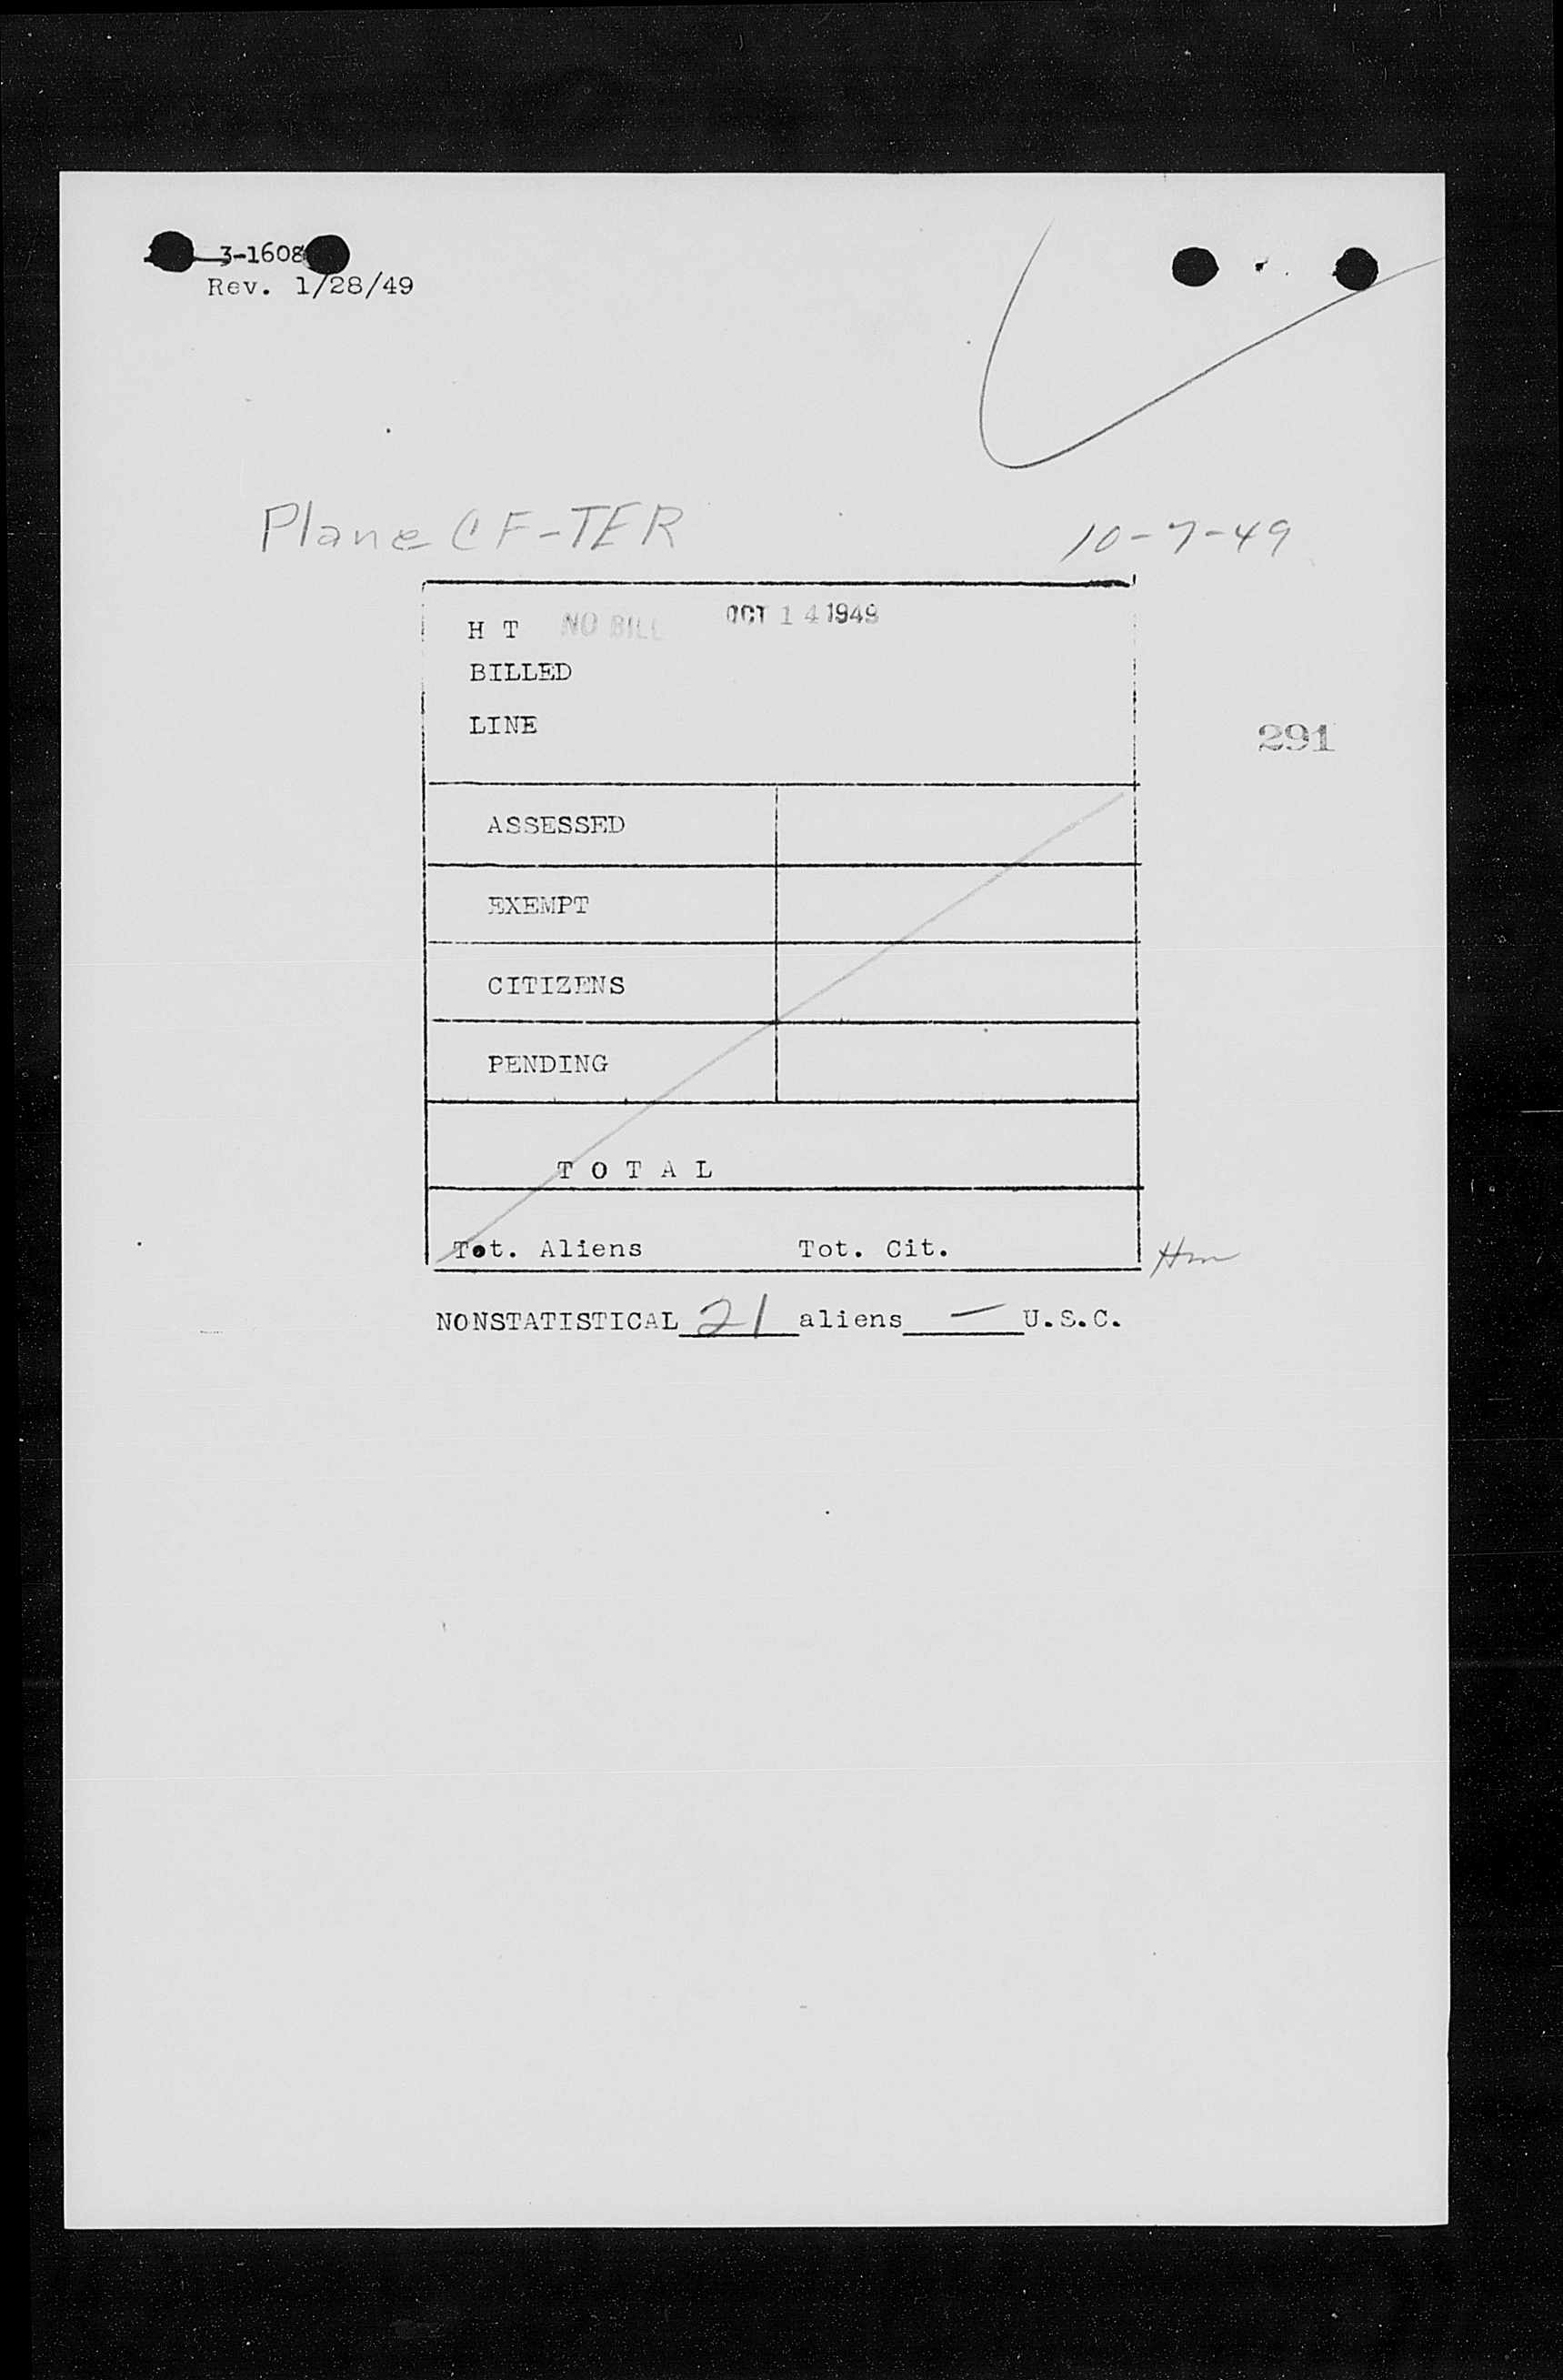 3-1608
Rev. 1/28/49
Plane CF-TER 10-7-49
H T NO BILL OCT 14 1949
BILLED
LINE
291
ASSESSED
EXEMPT
CITIZENS
PENDING
T O T A L
Tot. Aliens Tot. Cit.
NONSTATISTICAL 21 aliens — U.S.C.